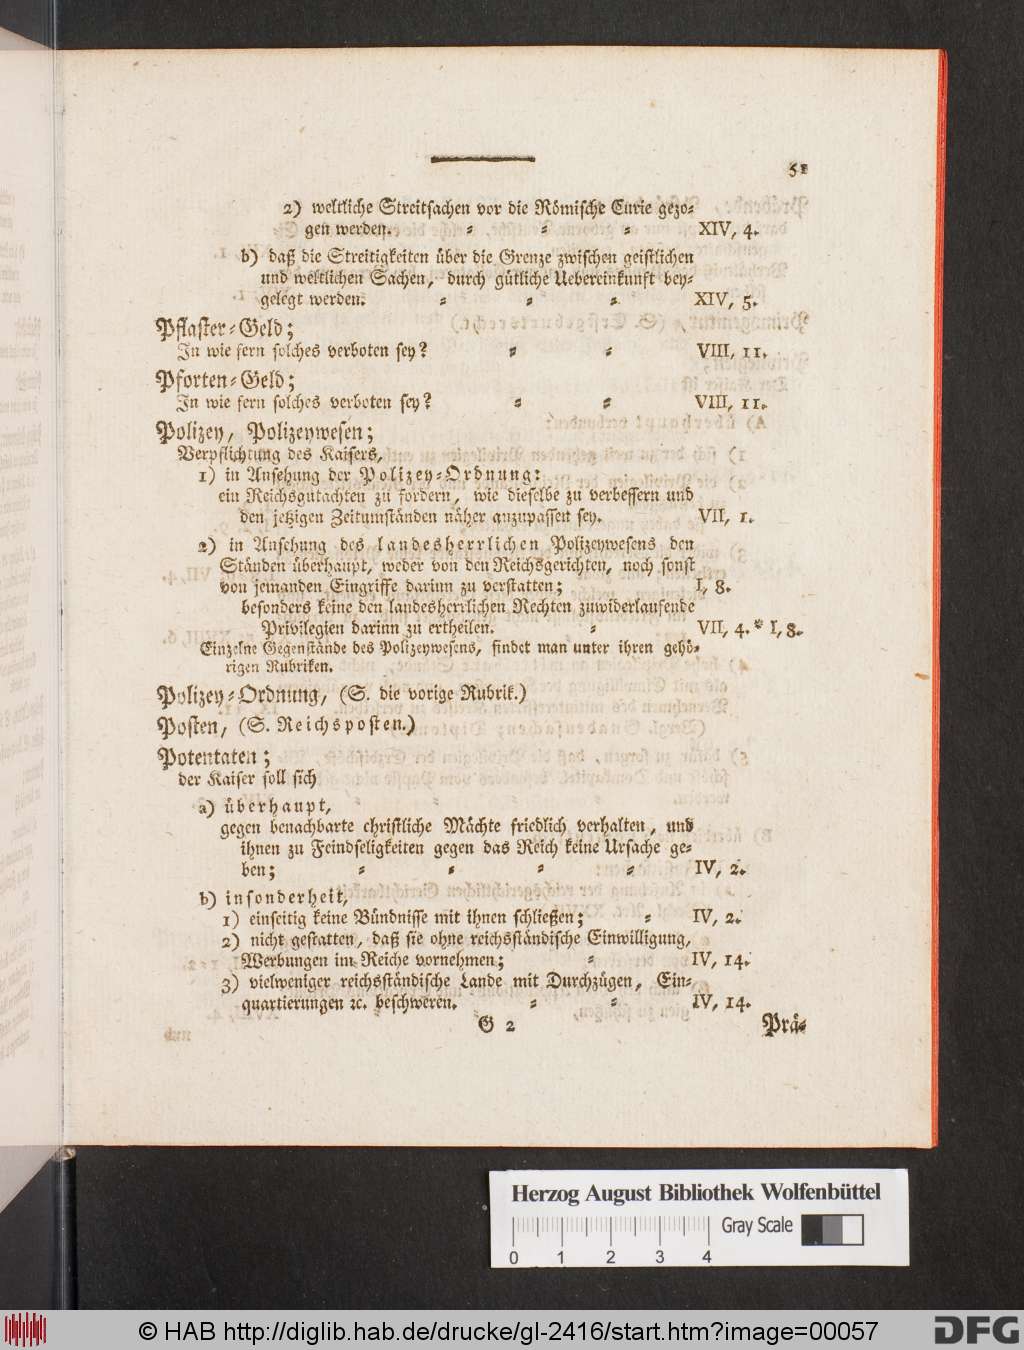 51
2) weltliche Streitsachen vor die Römische Curie gezo-
gen werden. = = = XIV, 4.
b) daß die Streitigkeiten über die Grenze zwischen geistlichen
und weltlichen Sachen, durch gütliche Uebereinkunft bey-
gelegt werden. = = = XIV, 5.
Pflaster-Geld;
In wie fern solches verboten sey? = = VIII, 11.
Pforten-Geld;
In wie fern solches verboten sey? = = VIII, 11.
Polizey, Polizeywesen;
Verpflichtung des Kaisers,
1) in Ansehung der Polizey-Ordnung:
ein Reichsgutachten zu fordern, wie dieselbe zu verbessern und
den jetzigen Zeitumständen näher anzupassen sey. VII, 1.
2) in Ansehung des landesherrlichen Polizeywesens den
Ständen überhaupt, weder von den Reichsgerichten, noch sonst
von jemanden Eingriffe darinn zu verstatten; I, 8.
besonders keine den landesherrlichen Rechten zuwiderlaufende
Privilegien darinn zu ertheilen. = VII, 4. * I, 8.
Einzelne Gegenstände des Polizeywesens, findet man unter ihren gehö-
rigen Rubriken.
Polizey-Ordnung, (S. die vorige Rubrik.)
Posten, (S. Reichsposten.)
Potentaten;
der Kaiser soll sich
a) überhaupt,
gegen benachbarte christliche Mächte friedlich verhalten, und
ihnen zu Feindseligkeiten gegen das Reich keine Ursache ge-
ben; = = = = IV, 2.
b) insonderheit,
1) einseitig keine Bündnisse mit ihnen schließen; = IV, 2.
2) nicht gestatten, daß sie ohne reichsständische Einwilligung,
Werbungen im Reiche vornehmen; = IV, 14.
3) vielweniger reichsständische Lande mit Durchzügen, Ein-
quartierungen ꝛc. beschweren. = = IV, 14.
G 2 Prä-
Herzog August Bibliothek Wolfenbüttel
Gray Scale
0 1 2 3 4
© HAB http://diglib.hab.de/drucke/gl-2416/start.htm?image=00057
DFG